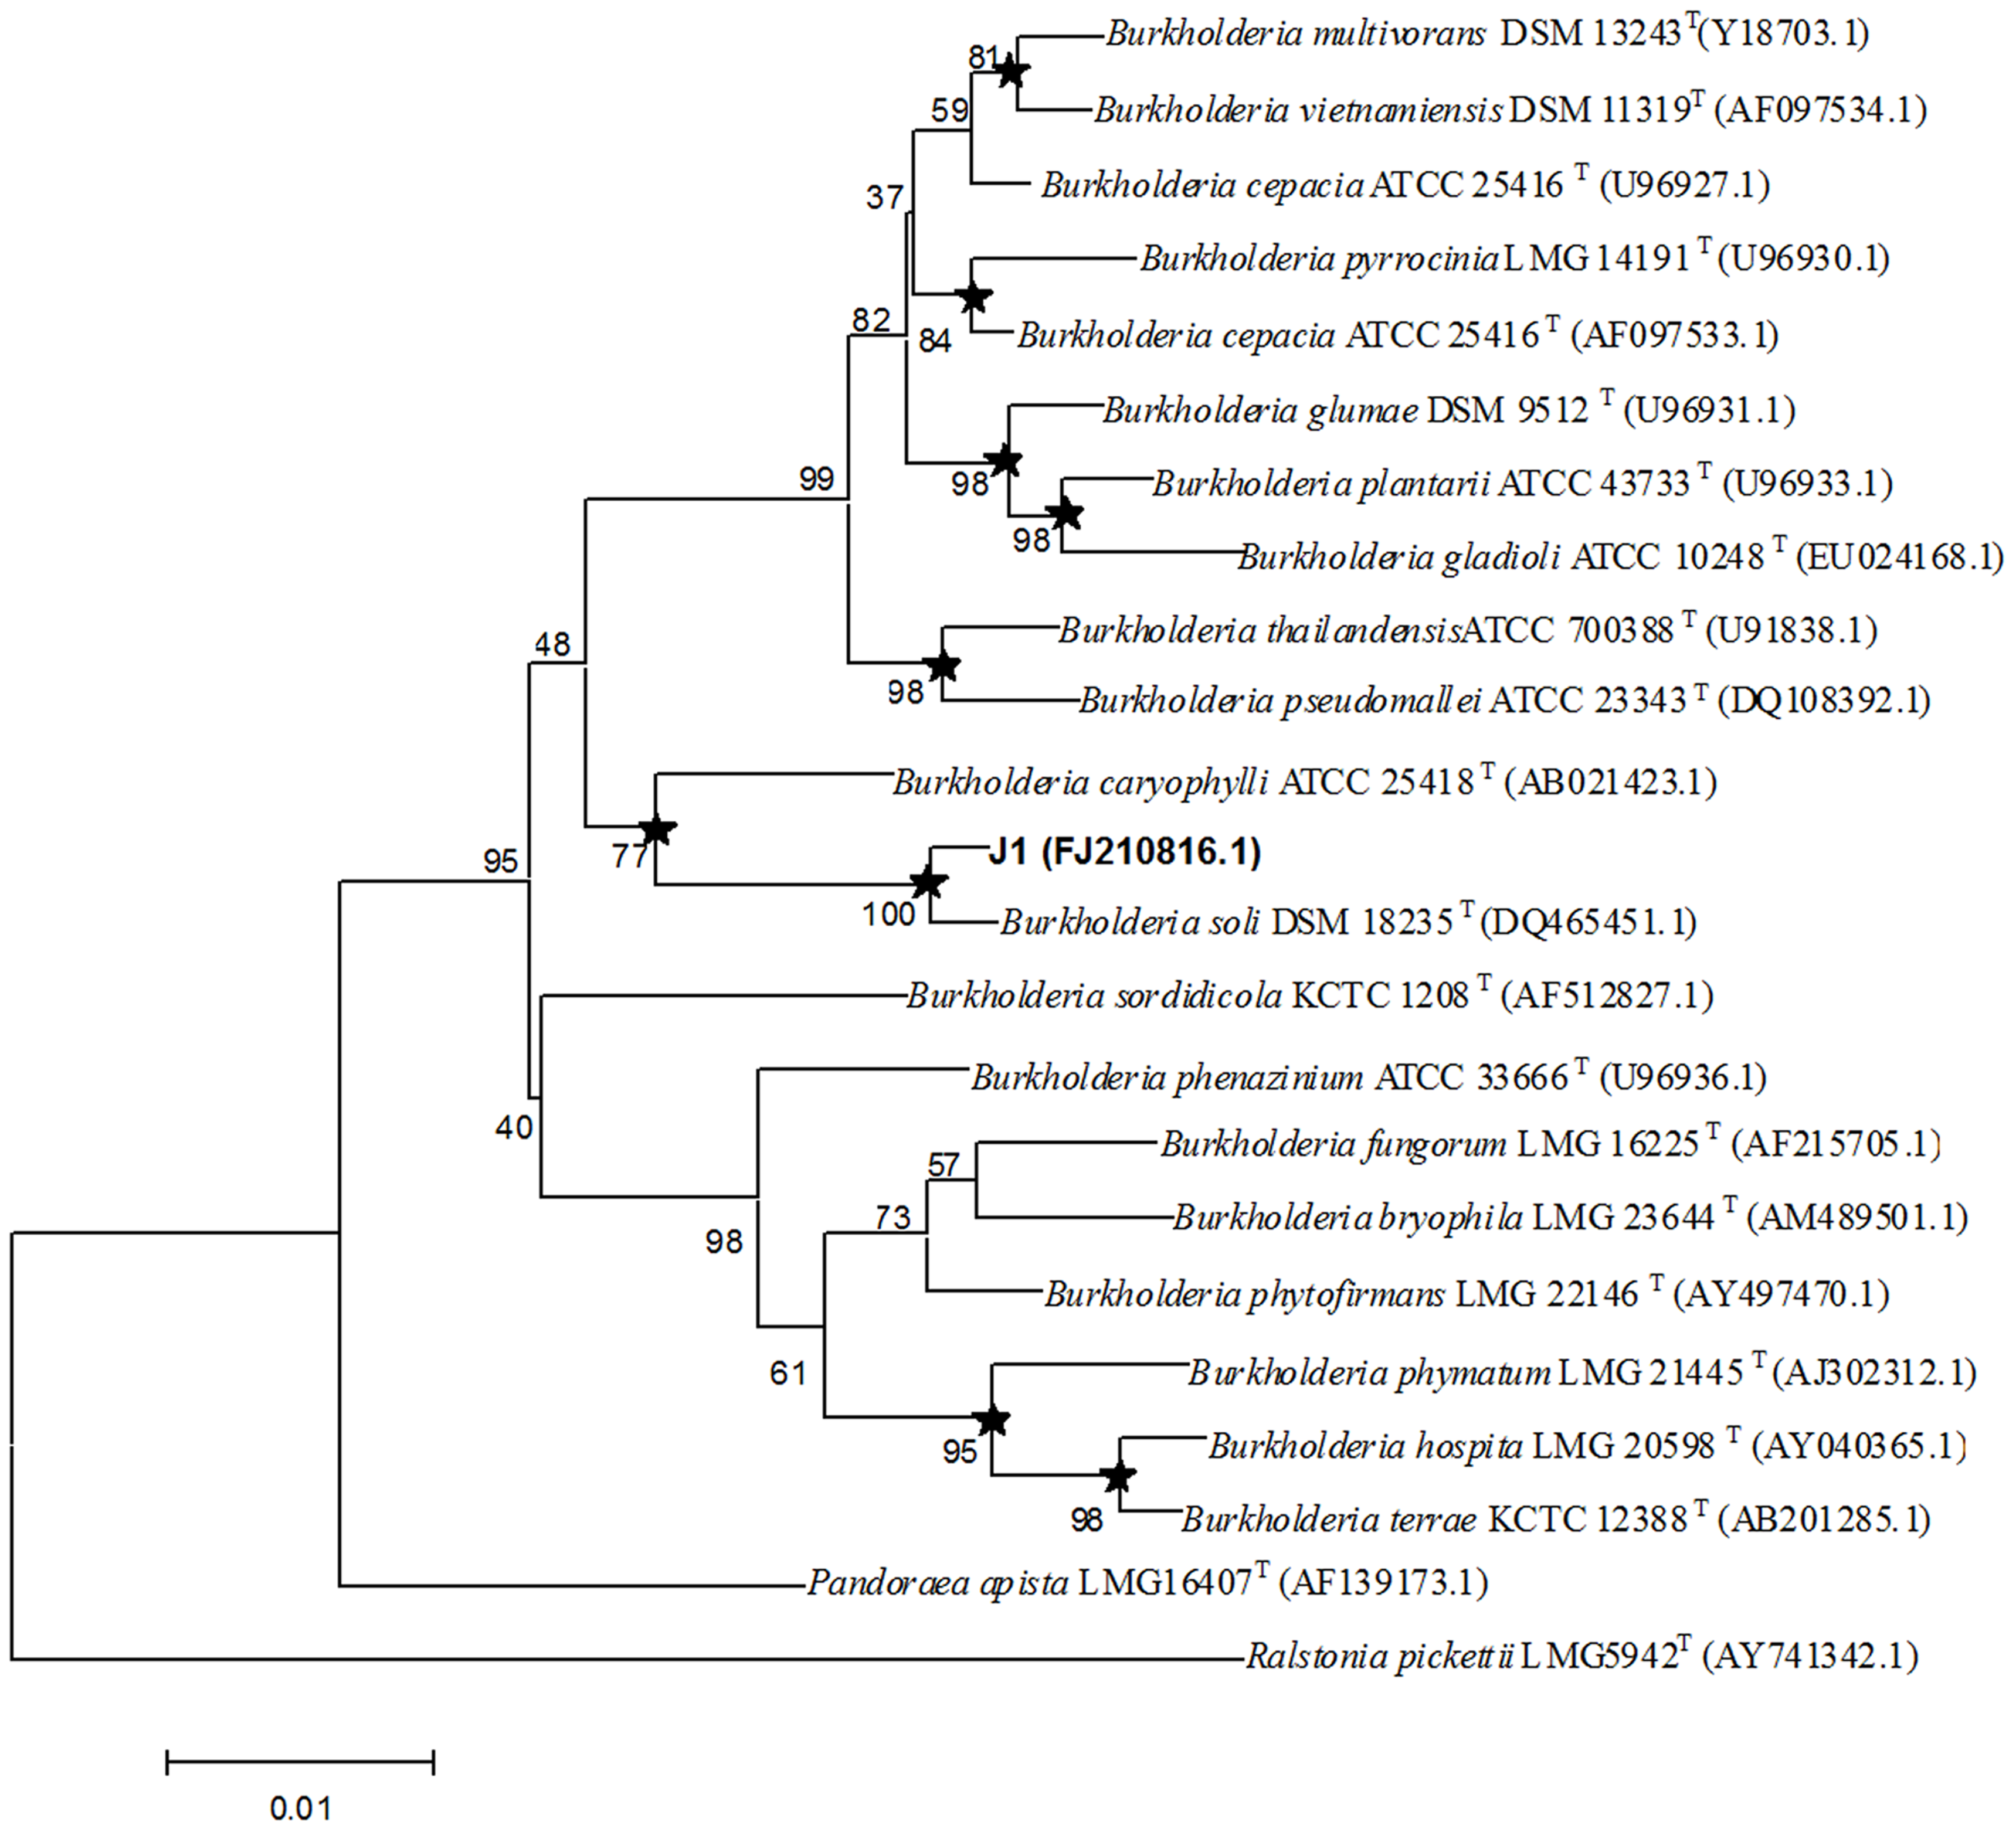 Burkholderia multivorans DSM 13243T(Y18703.1)
81
Burkholderia vietnamiensis DSM 11319T (AF097534.1)
59
Burkholderia cepacia ATCC 25416 T (U96927.1)
37
Burkholderia pyrrocinia LMG 14191 T (U96930.1)
82
84
Burkholderia cepacia ATCC 25416 T (AF097533.1)
Burkholderia glumae DSM 9512 T (U96931.1)
99
98
Burkholderia plantarii ATCC 43733 T (U96933.1)
98
Burkholderia gladioli ATCC 10248 T (EU024168.1)
Burkholderia thailandensis ATCC 700388 T (U91838.1)
48
98
Burkholderia pseudomallei ATCC 23343 T (DQ108392.1)
Burkholderia caryophylli ATCC 25418 T (AB021423.1)
95
77
J1 (FJ210816.1)
100
Burkholderia soli DSM 18235 T (DQ465451.1)
Burkholderia sordidicola KCTC 1208 T (AF512827.1)
Burkholderia phenazinium ATCC 33666 T (U96936.1)
40
Burkholderia fungorum LMG 16225 T (AF215705.1)
57
73
Burkholderia bryophila LMG 23644 T (AM489501.1)
98
Burkholderia phytofirmans LMG 22146 T (AY497470.1)
61
Burkholderia phymatum LMG 21445 T (AJ302312.1)
95
Burkholderia hospita LMG 20598 T (AY040365.1)
98
Burkholderia terrae KCTC 12388 T (AB201285.1)
Pandoraea apista LMG16407T (AF139173.1)
Ralstonia pickettii LMG5942T (AY741342.1)
0.01